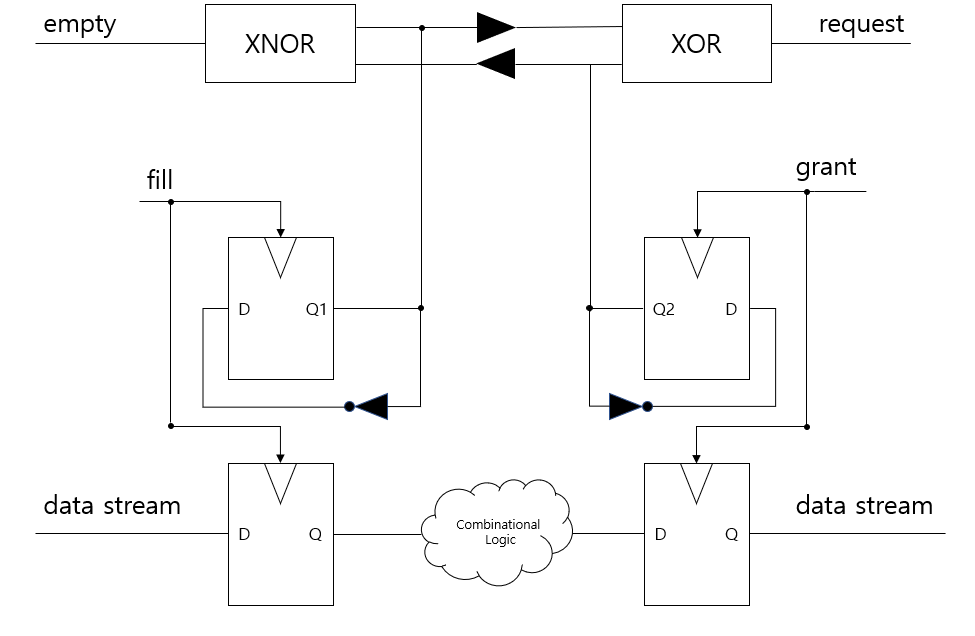 empty
XNOR
XOR
request
fill
grant
D
Q1
Q2
D
data stream
data stream
D
Q
Combinational
Logic
D
Q